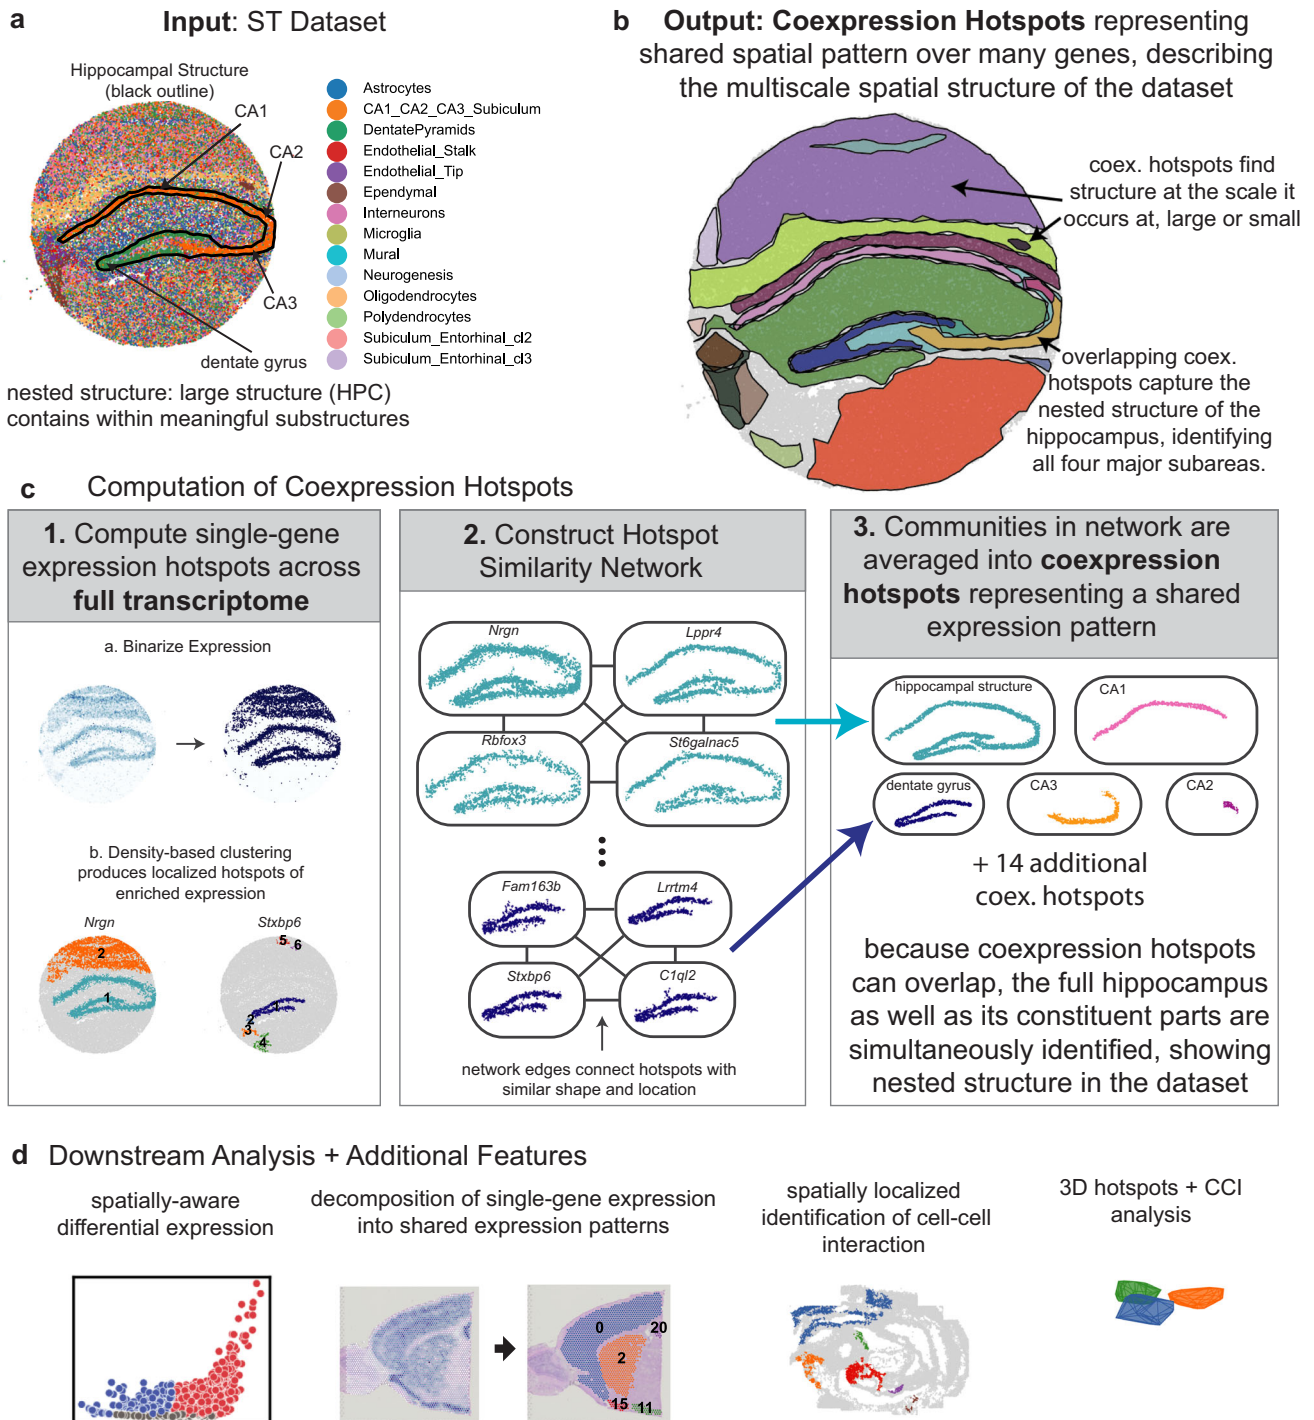 a
Input: ST Dataset
Hippocampal Structure
(black outline)
CA1
CA2
CA3
dentate gyrus
Astrocytes
CA1_CA2_CA3_Subiculum
DentatePyramids
Endothelial_Stalk
Endothelial_Tip
Ependymal
Interneurons
Microglia
Mural
Neurogenesis
Oligodendrocytes
Polydendrocytes
Subiculum_Entorhinal_cl2
Subiculum_Entorhinal_cl3
nested structure: large structure (HPC)
contains within meaningful substructures
b
Output: Coexpression Hotspots representing
shared spatial pattern over many genes, describing
the multiscale spatial structure of the dataset
coex. hotspots find
structure at the scale it
occurs at, large or small
overlapping coex.
hotspots capture the
nested structure of the
hippocampus, identifying
all four major subareas.
c
Computation of Coexpression Hotspots
1. Compute single-gene
expression hotspots across
full transcriptome
a. Binarize Expression
b. Density-based clustering
produces localized hotspots of
enriched expression
Nrgn
2
1
Stxbp6
5
6
2
3
4
2. Construct Hotspot
Similarity Network
Nrgn
Lppr4
Rbfox3
St6galnac5
Fam163b
Lrrtm4
Stxbp6
C1ql2
network edges connect hotspots with
similar shape and location
3. Communities in network are
averaged into coexpression
hotspots representing a shared
expression pattern
hippocampal structure
CA1
dentate gyrus
CA3
CA2
+ 14 additional
coex. hotspots
because coexpression hotspots
can overlap, the full hippocampus
as well as its constituent parts are
simultaneously identified, showing
nested structure in the dataset
d
Downstream Analysis + Additional Features
spatially-aware
differential expression
decomposition of single-gene expression
into shared expression patterns
0
20
2
15
11
spatially localized
identification of cell-cell
interaction
3D hotspots + CCI
analysis